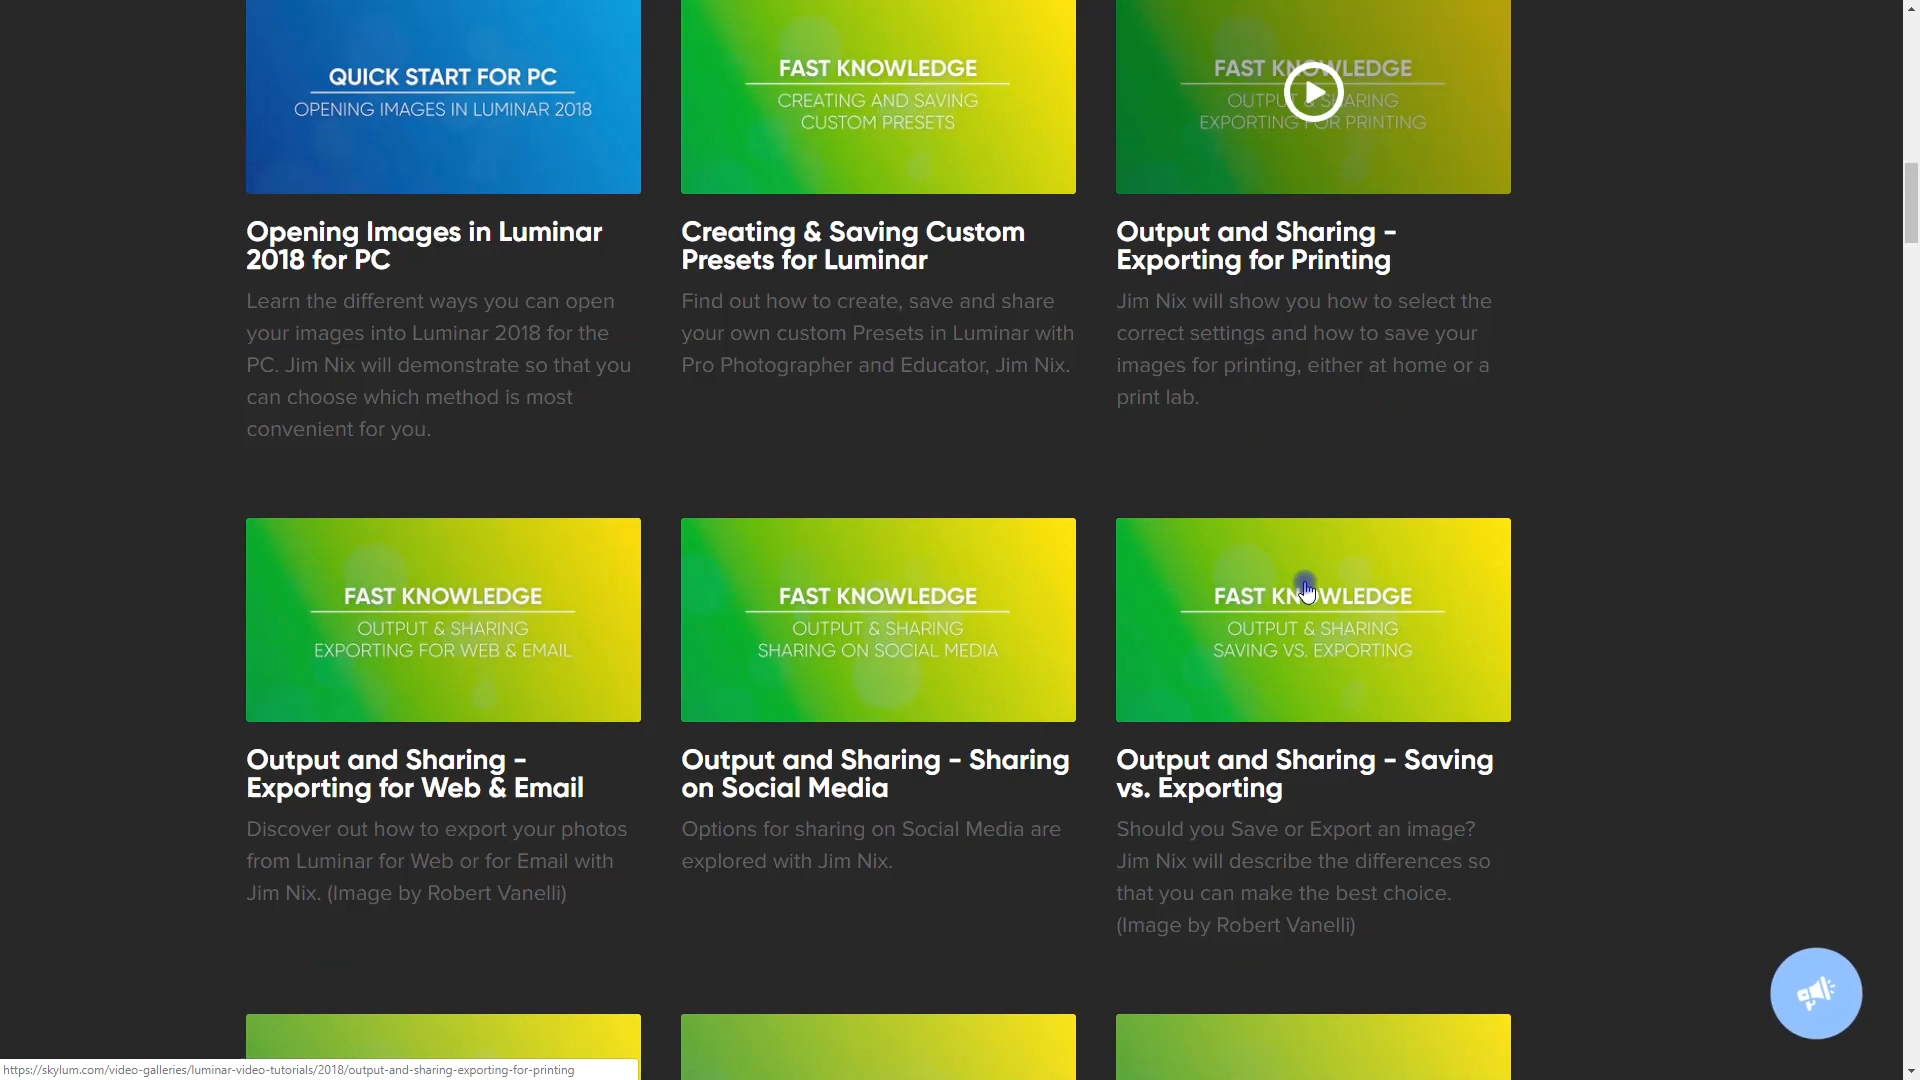 QUICK START FOR PC
OPENING IMAGES IN LUMINAR 2018
FAST KNOWLEDGE
CREATING AND SAVING
CUSTOM PRESETS
FAST KNOWLEDGE
OUTPUT & SHARING
EXPORTING FOR PRINTING
Opening Images in Luminar
2018 for PC
Learn the different ways you can open
your images into Luminar 2018 for the
PC. Jim Nix will demonstrate so that you
can choose which method is most
convenient for you.
Creating & Saving Custom
Presets for Luminar
Find out how to create, save and share
your own custom Presets in Luminar with
Pro Photographer and Educator, Jim Nix.
Output and Sharing -
Exporting for Printing
Jim Nix will show you how to select the
correct settings and how to save your
images for printing, either at home or a
print lab.
FAST KNOWLEDGE
OUTPUT & SHARING
EXPORTING FOR WEB & EMAIL
FAST KNOWLEDGE
OUTPUT & SHARING
SHARING ON SOCIAL MEDIA
FAST KNOWLEDGE
OUTPUT & SHARING
SAVING VS. EXPORTING
Output and Sharing -
Exporting for Web & Email
Discover out how to export your photos
from Luminar for Web or for Email with
Jim Nix. (Image by Robert Vanelli)
Output and Sharing - Sharing
on Social Media
Options for sharing on Social Media are
explored with Jim Nix.
Output and Sharing - Saving
vs. Exporting
Should you Save or Export an image?
Jim Nix will describe the differences so
that you can make the best choice.
(Image by Robert Vanelli)
https://skylum.com/video-galleries/luminar-video-tutorials/2018/output-and-sharing-exporting-for-printing